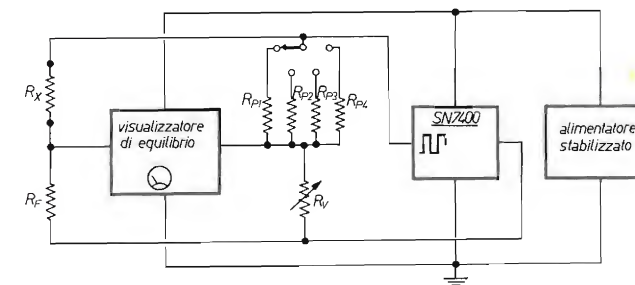 R_X
R_F
visualizzatore
di equilibrio
R_P1
R_P2
R_P3
R_P4
R_V
SN7400
alimentatore
stabilizzato